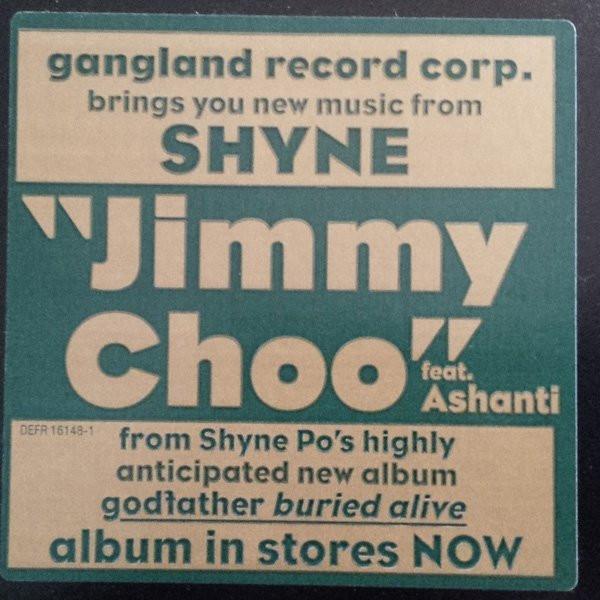 gangland record corp.
brings you new music from
SHYNE
"Jimmy
Choo"
feat.
Ashanti
DEFR 16148-1
from Shyne Po's highly
anticipated new album
godfather buried alive
album in stores NOW